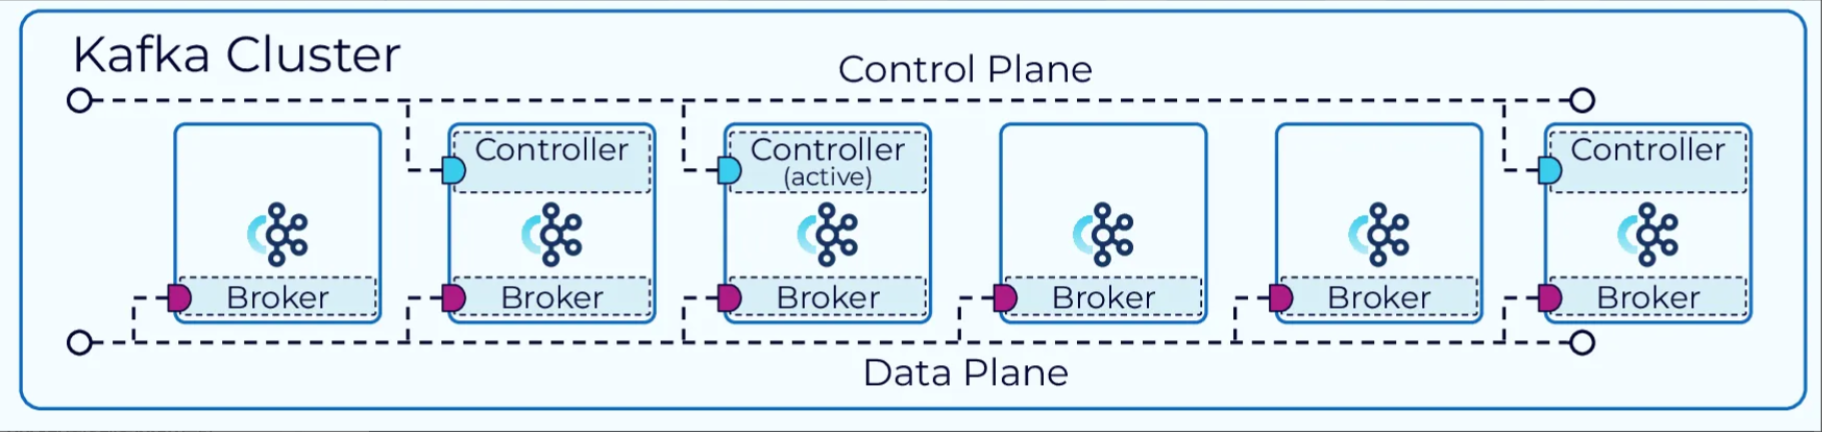 Kafka Cluster
Control Plane
Controller
Controller
(active)
Controller
Broker
Broker
Broker
Broker
Broker
Broker
Data Plane